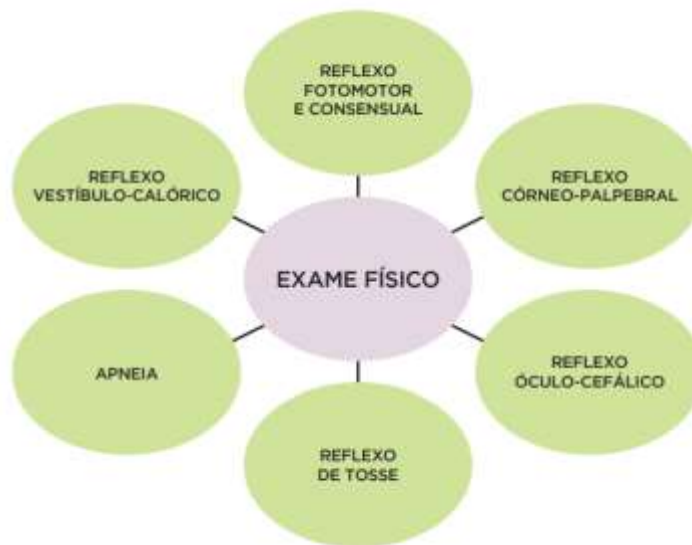 REFLEXO
FOTOMOTOR
E CONSENSUAL
REFLEXO
VESTÍBULO-CALÓRICO
REFLEXO
CÓRNEO-PALPEBRAL
EXAME FÍSICO
APNEIA
REFLEXO
ÓCULO-CEFÁLICO
REFLEXO
DE TOSSE